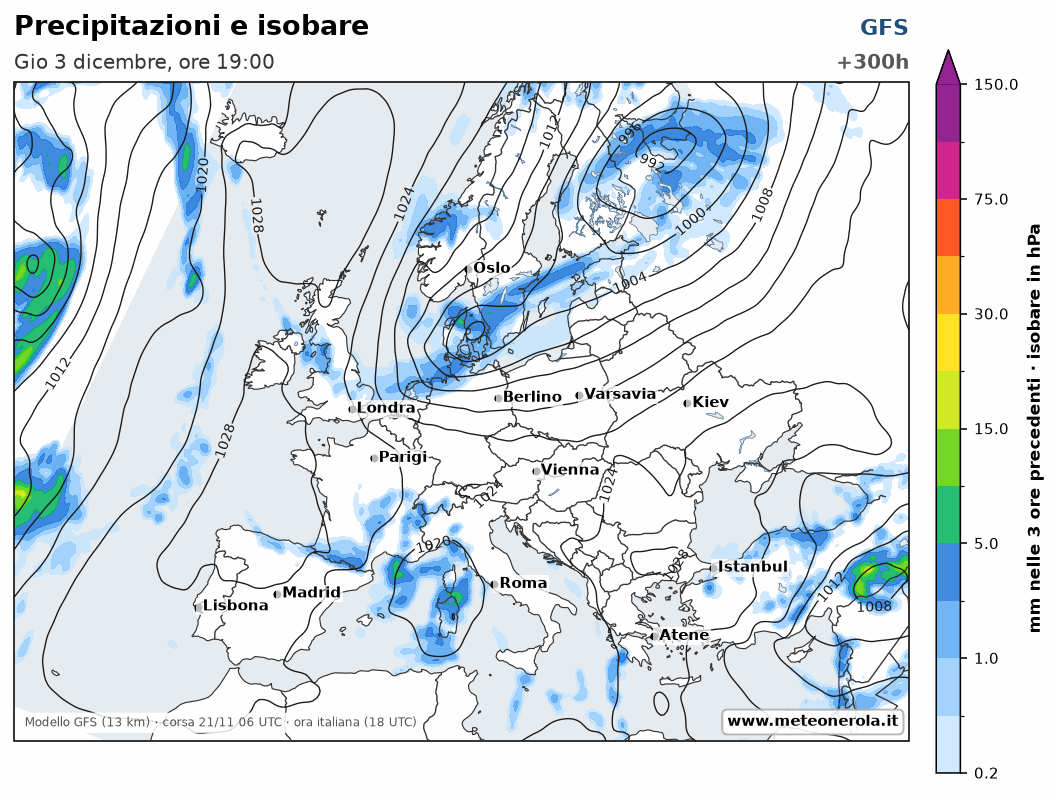 Precipitazioni e isobare
GFS
Gio 3 dicembre, ore 19:00
+300h
150.0
75.0
30.0
15.0
5.0
1.0
0.2
mm nelle 3 ore precedenti · isobare in hPa
1012
996
992
1020
1028
1024
1008
1000
1004
Oslo
1012
Londra
Berlino
Varsavia
Kiev
1028
Parigi
Vienna
1024
1024
1020
1028
Istanbul
1012
1008
Madrid
Roma
Lisbona
Atene
Modello GFS (13 km) · corsa 21/11 06 UTC · ora italiana (18 UTC)
www.meteonerola.it